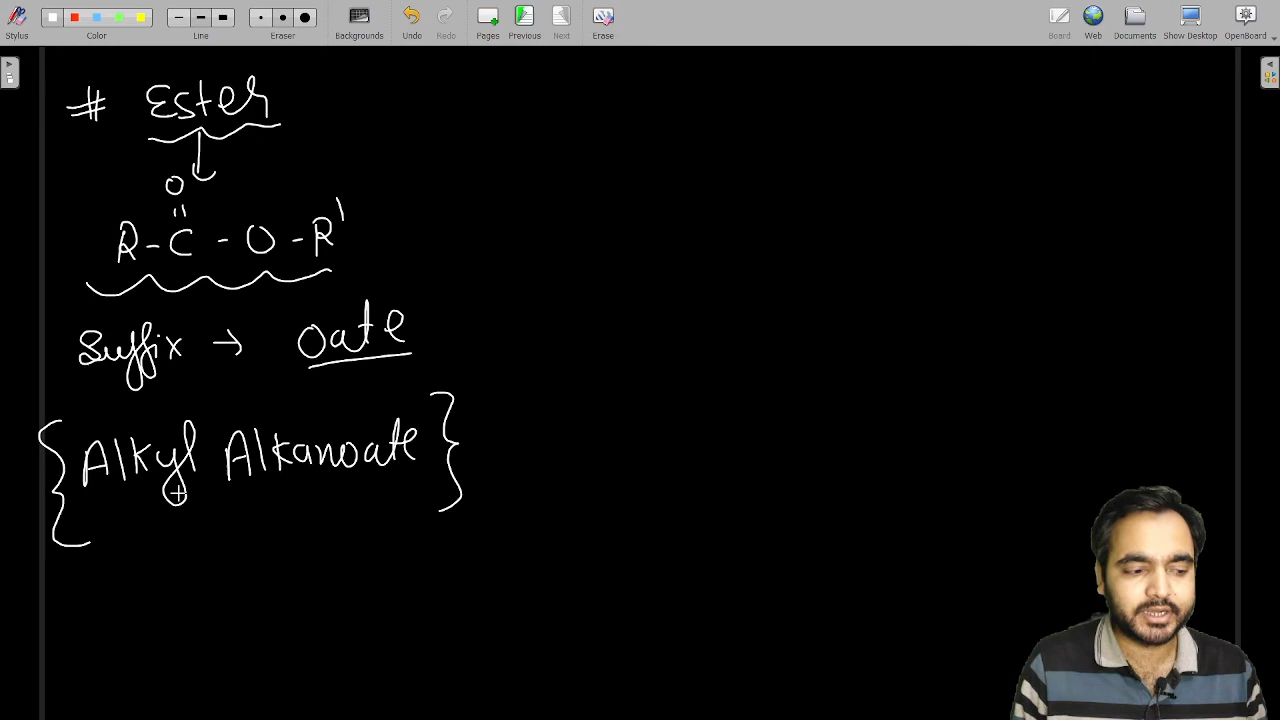 Stylus Color Line Eraser Backgrounds Undo Redo Pages Previous Next Erase Board Web Documents Show Desktop OpenBoard
# Ester
O
||
R - C - O - R'
Suffix → oate
{ Alkyl Alkanoate }